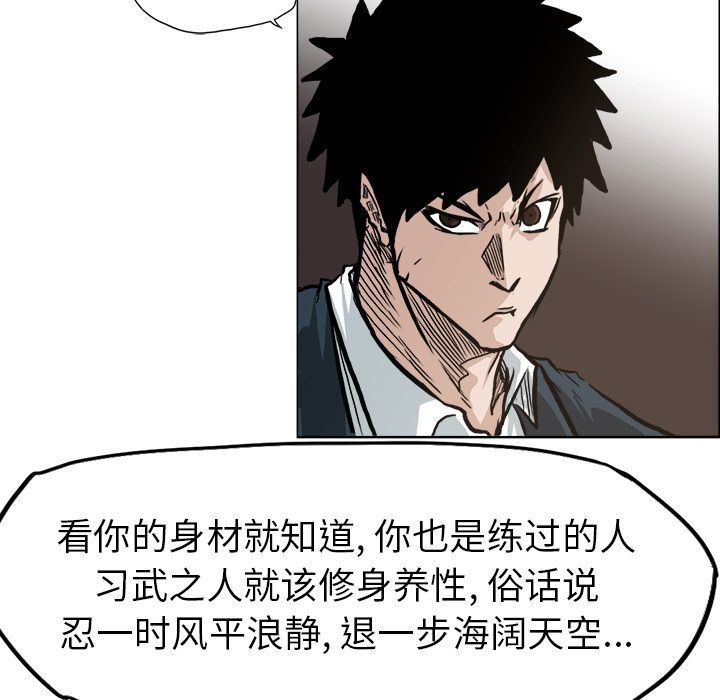 看你的身材就知道, 你也是练过的人
习武之人就该修身养性, 俗话说
忍一时风平浪静, 退一步海阔天空...